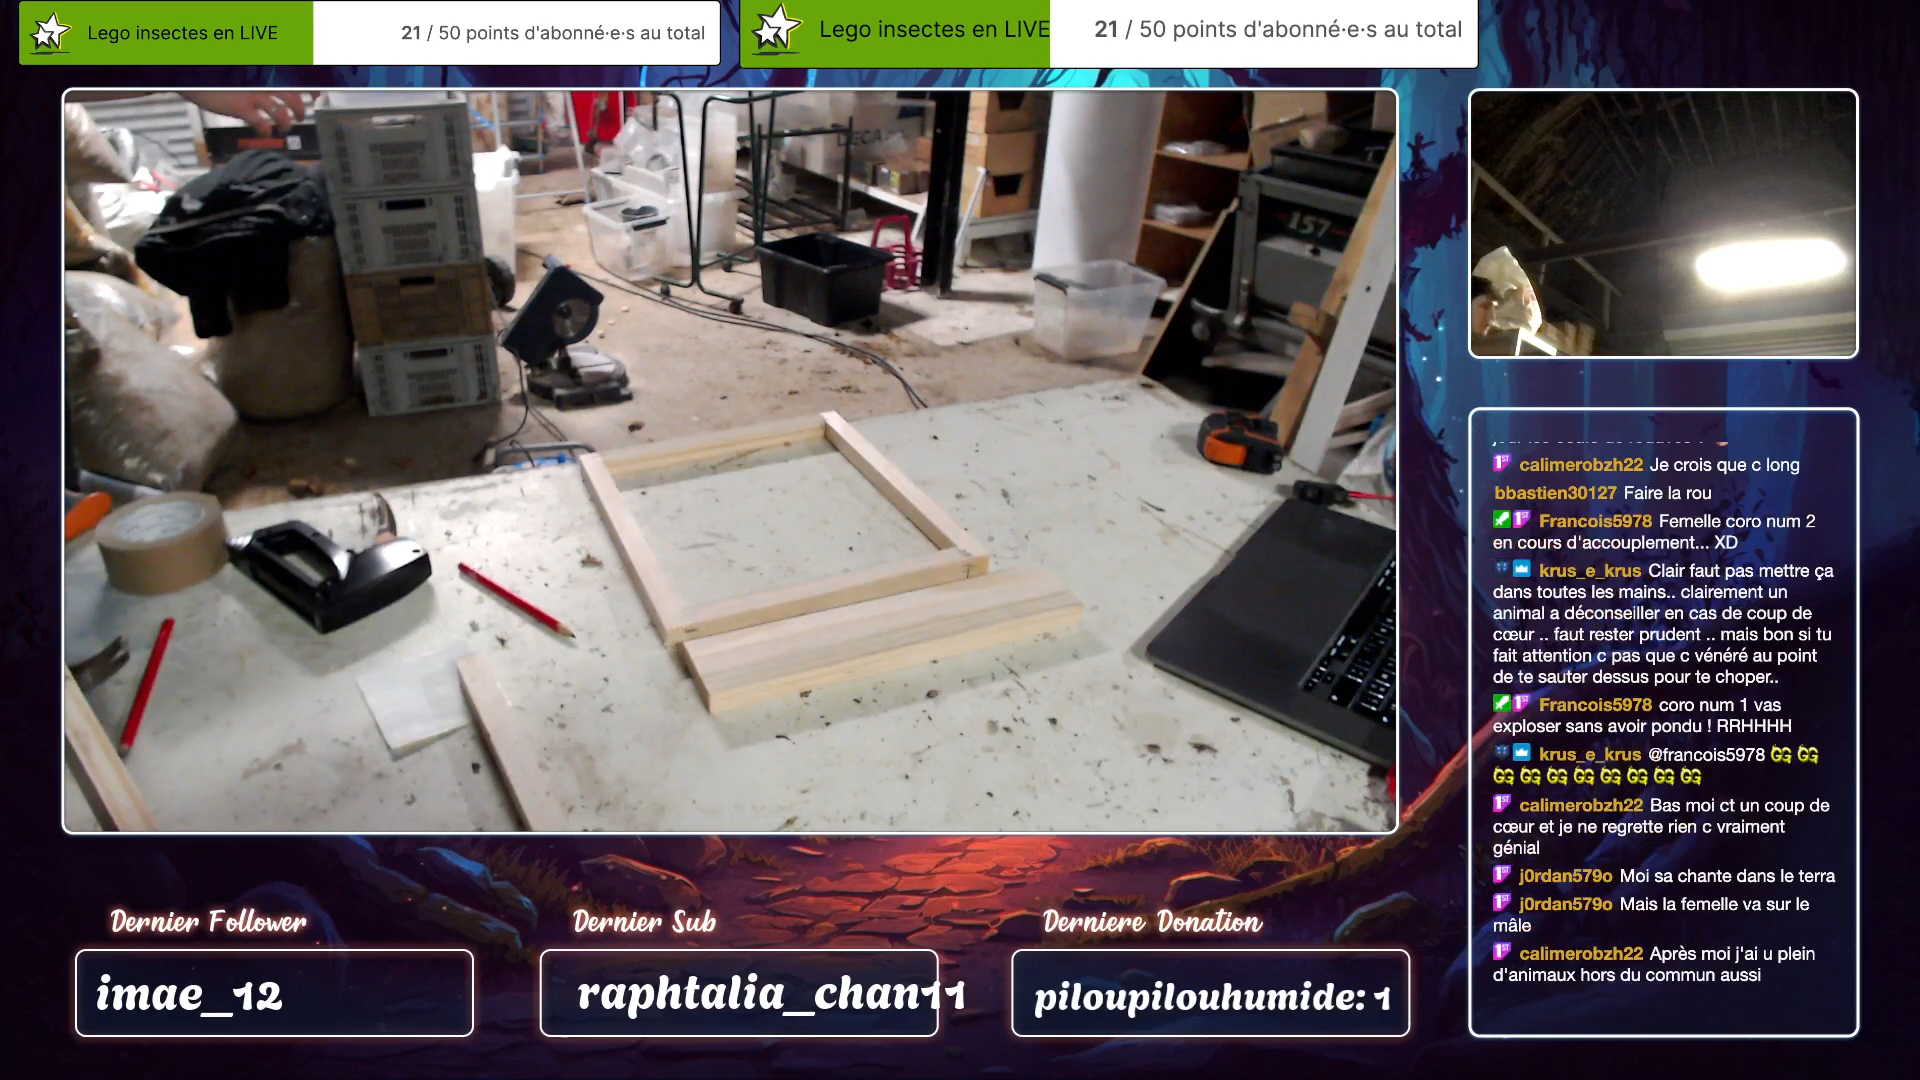 Lego insectes en LIVE
21 / 50 points d'abonné·e·s au total
Lego insectes en LIVE
21 / 50 points d'abonné·e·s au total
157
calimerobzh22 Je crois que c long
bbastien30127 Faire la rou
Francois5978 Femelle coro num 2
en cours d'accouplement... XD
krus_e_krus Clair faut pas mettre ça
dans toutes les mains.. clairement un
animal a déconseiller en cas de coup de
cœur .. faut rester prudent .. mais bon si tu
fait attention c pas que c vénéré au point
de te sauter dessus pour te choper..
Francois5978 coro num 1 vas
exploser sans avoir pondu ! RRHHHH
krus_e_krus @francois5978 GG GG
GG GG GG GG GG GG GG GG
calimerobzh22 Bas moi ct un coup de
cœur et je ne regrette rien c vraiment
génial
j0rdan579o Moi sa chante dans le terra
j0rdan579o Mais la femelle va sur le
mâle
calimerobzh22 Après moi j'ai u plein
d'animaux hors du commun aussi
Dernier Follower
imae_12
Dernier Sub
raphtalia_chan11
Derniere Donation
piloupilouhumide: 1